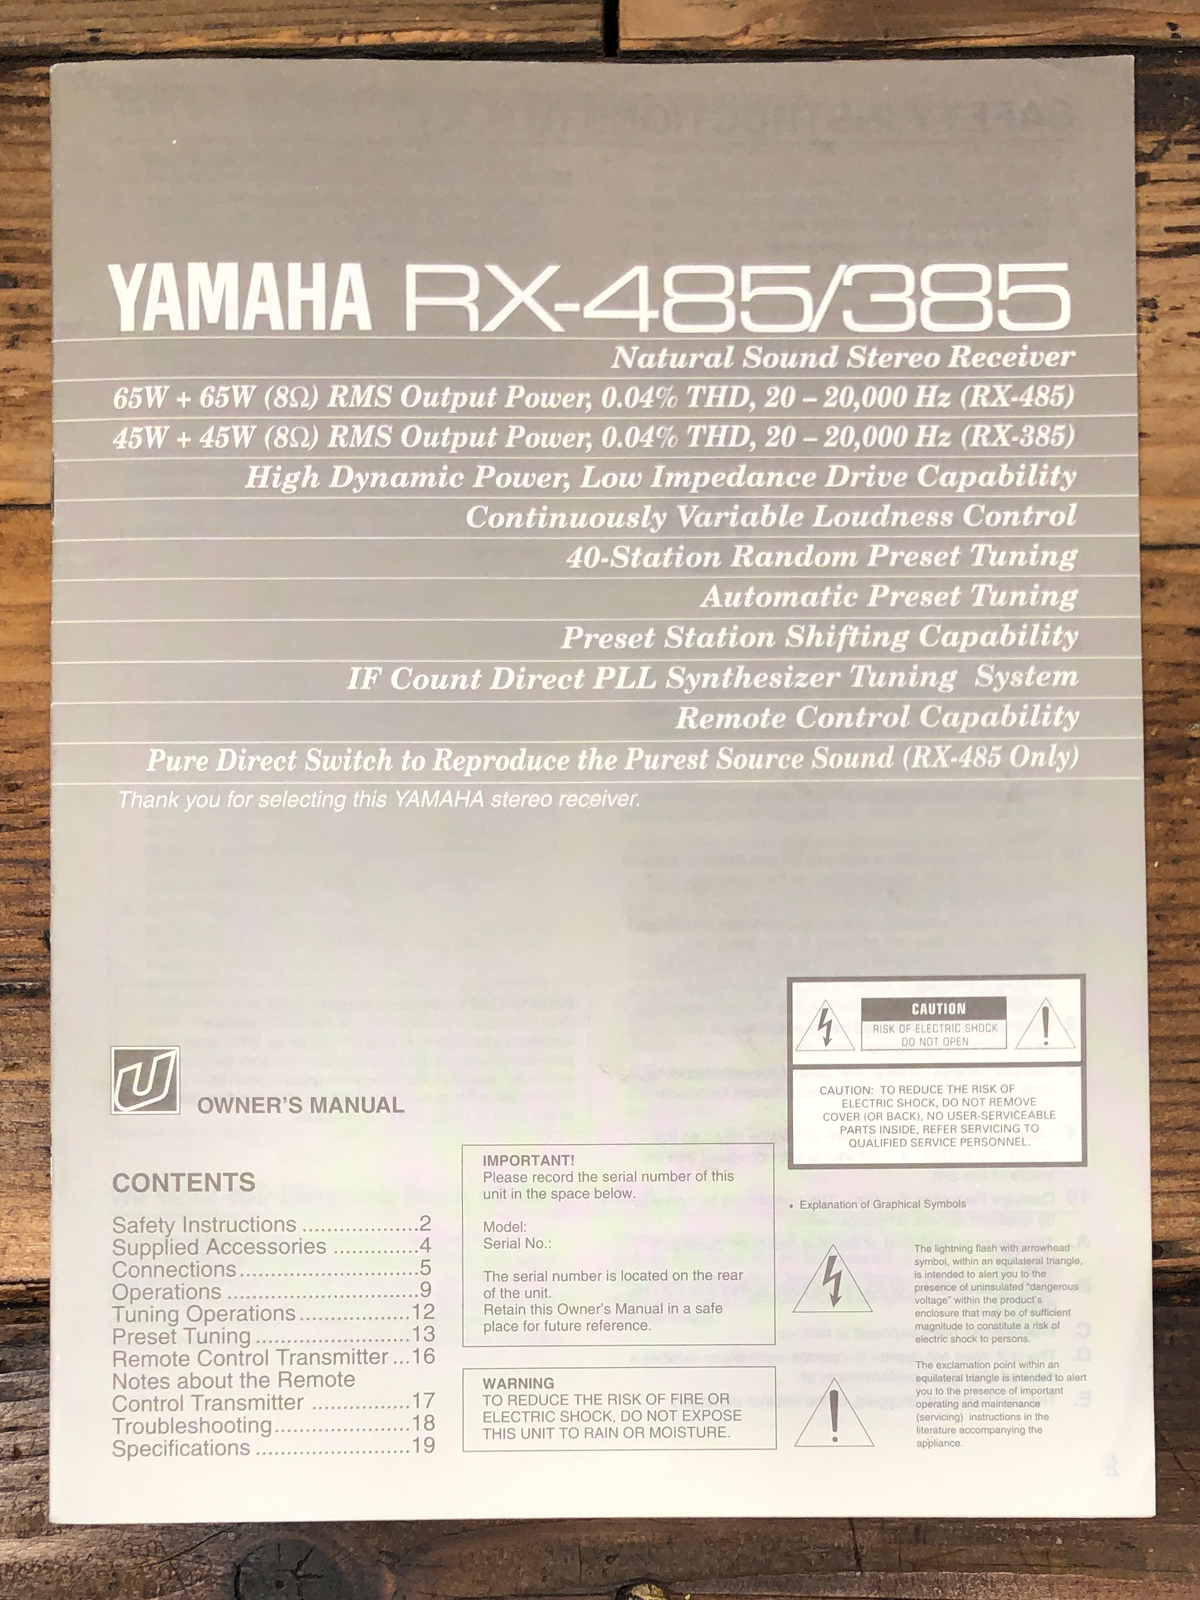 YAMAHA RX-485/385
Natural Sound Stereo Receiver
65W + 65W (8Ω) RMS Output Power, 0.04% THD, 20 – 20,000 Hz (RX-485)
45W + 45W (8Ω) RMS Output Power, 0.04% THD, 20 – 20,000 Hz (RX-385)
High Dynamic Power, Low Impedance Drive Capability
Continuously Variable Loudness Control
40-Station Random Preset Tuning
Automatic Preset Tuning
Preset Station Shifting Capability
IF Count Direct PLL Synthesizer Tuning System
Remote Control Capability
Pure Direct Switch to Reproduce the Purest Source Sound (RX-485 Only)
Thank you for selecting this YAMAHA stereo receiver.
U
OWNER'S MANUAL
CONTENTS
Safety Instructions ...................2
Supplied Accessories ..............4
Connections..............................5
Operations ................................9
Tuning Operations..................12
Preset Tuning .........................13
Remote Control Transmitter ...16
Notes about the Remote
Control Transmitter ................17
Troubleshooting......................18
Specifications .........................19
IMPORTANT!
Please record the serial number of this
unit in the space below.
Model:
Serial No.:
The serial number is located on the rear
of the unit.
Retain this Owner's Manual in a safe
place for future reference.
WARNING
TO REDUCE THE RISK OF FIRE OR
ELECTRIC SHOCK, DO NOT EXPOSE
THIS UNIT TO RAIN OR MOISTURE.
CAUTION
RISK OF ELECTRIC SHOCK
DO NOT OPEN
CAUTION: TO REDUCE THE RISK OF
ELECTRIC SHOCK, DO NOT REMOVE
COVER (OR BACK), NO USER-SERVICEABLE
PARTS INSIDE, REFER SERVICING TO
QUALIFIED SERVICE PERSONNEL.
• Explanation of Graphical Symbols
The lightning flash with arrowhead
symbol, within an equilateral triangle,
is intended to alert you to the
presence of uninsulated "dangerous
voltage" within the product's
enclosure that may be of sufficient
magnitude to constitute a risk of
electric shock to persons.
The exclamation point within an
equilateral triangle is intended to alert
you to the presence of important
operating and maintenance
(servicing) instructions in the
literature accompanying the
appliance.